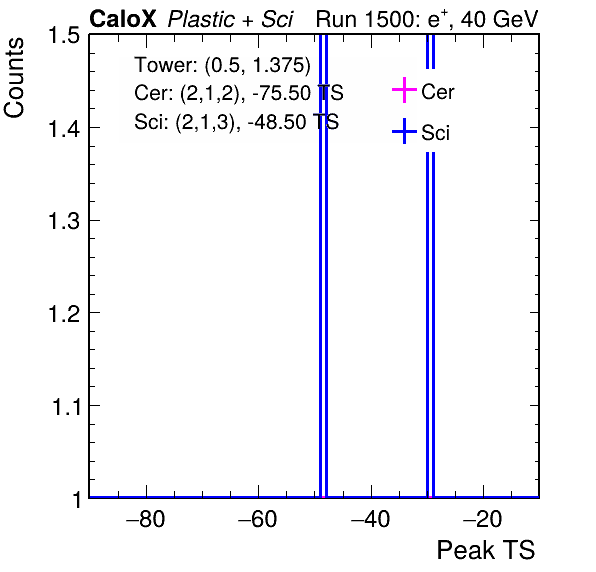 CaloX Plastic + Sci Run 1500: e+, 40 GeV
Counts
1.5
1.4
1.3
1.2
1.1
1
Tower: (0.5, 1.375)
Cer: (2,1,2), -75.50 TS
Sci: (2,1,3), -48.50 TS
Cer
Sci
−80 −60 −40 −20
Peak TS